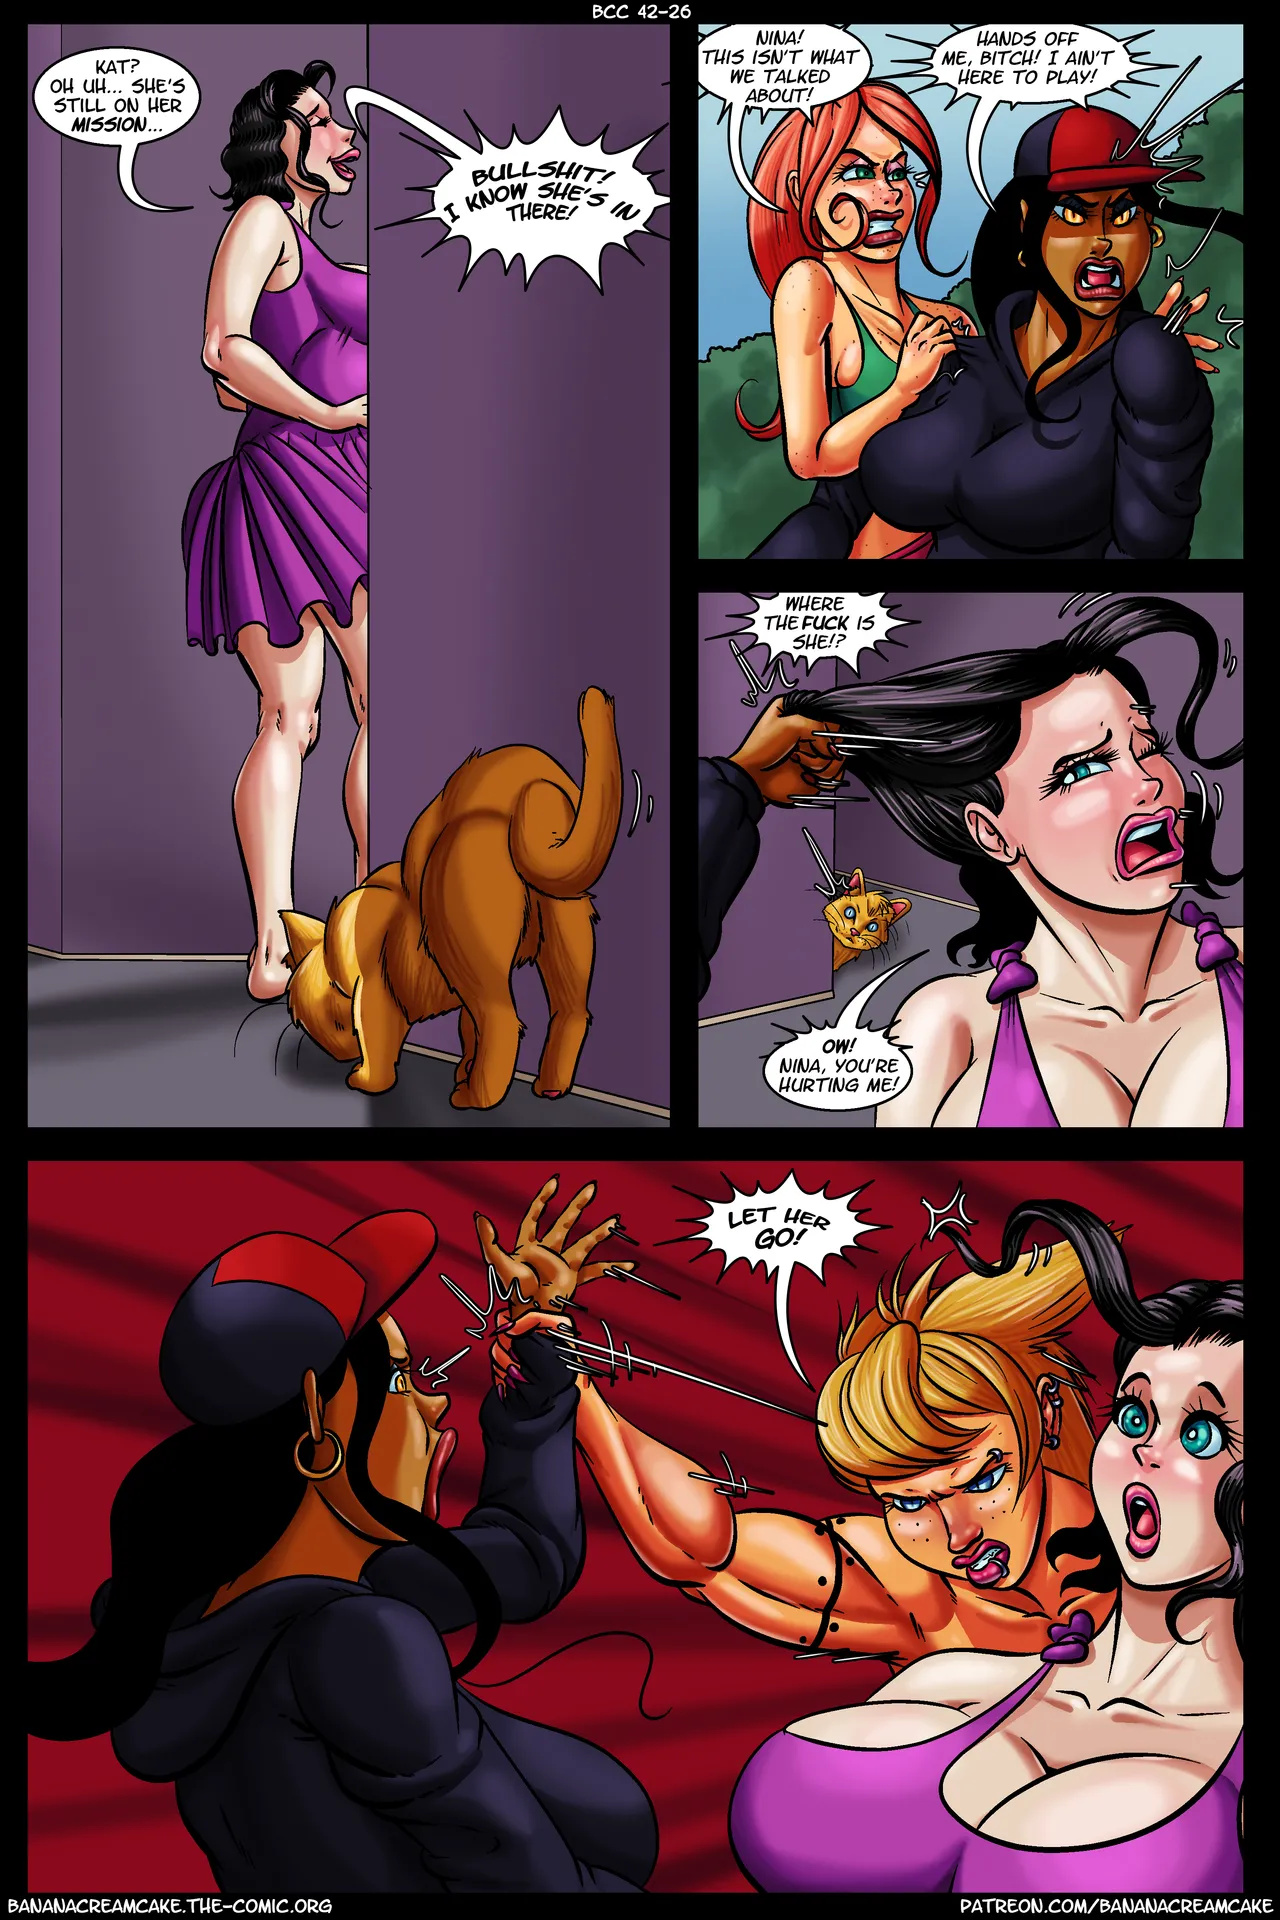 BCC 42-26
KAT?
OH UH... SHE'S
STILL ON HER
MISSION...
BULLSHIT!
I KNOW SHE'S IN
THERE!
NINA!
THIS ISN'T WHAT
WE TALKED
ABOUT!
HANDS OFF
ME, BITCH! I AIN'T
HERE TO PLAY!
WHERE
THE FUCK IS
SHE!?
OW!
NINA, YOU'RE
HURTING ME!
LET HER
GO!
BANANACREAMCAKE.THE-COMIC.ORG
PATREON.COM/BANANACREAMCAKE